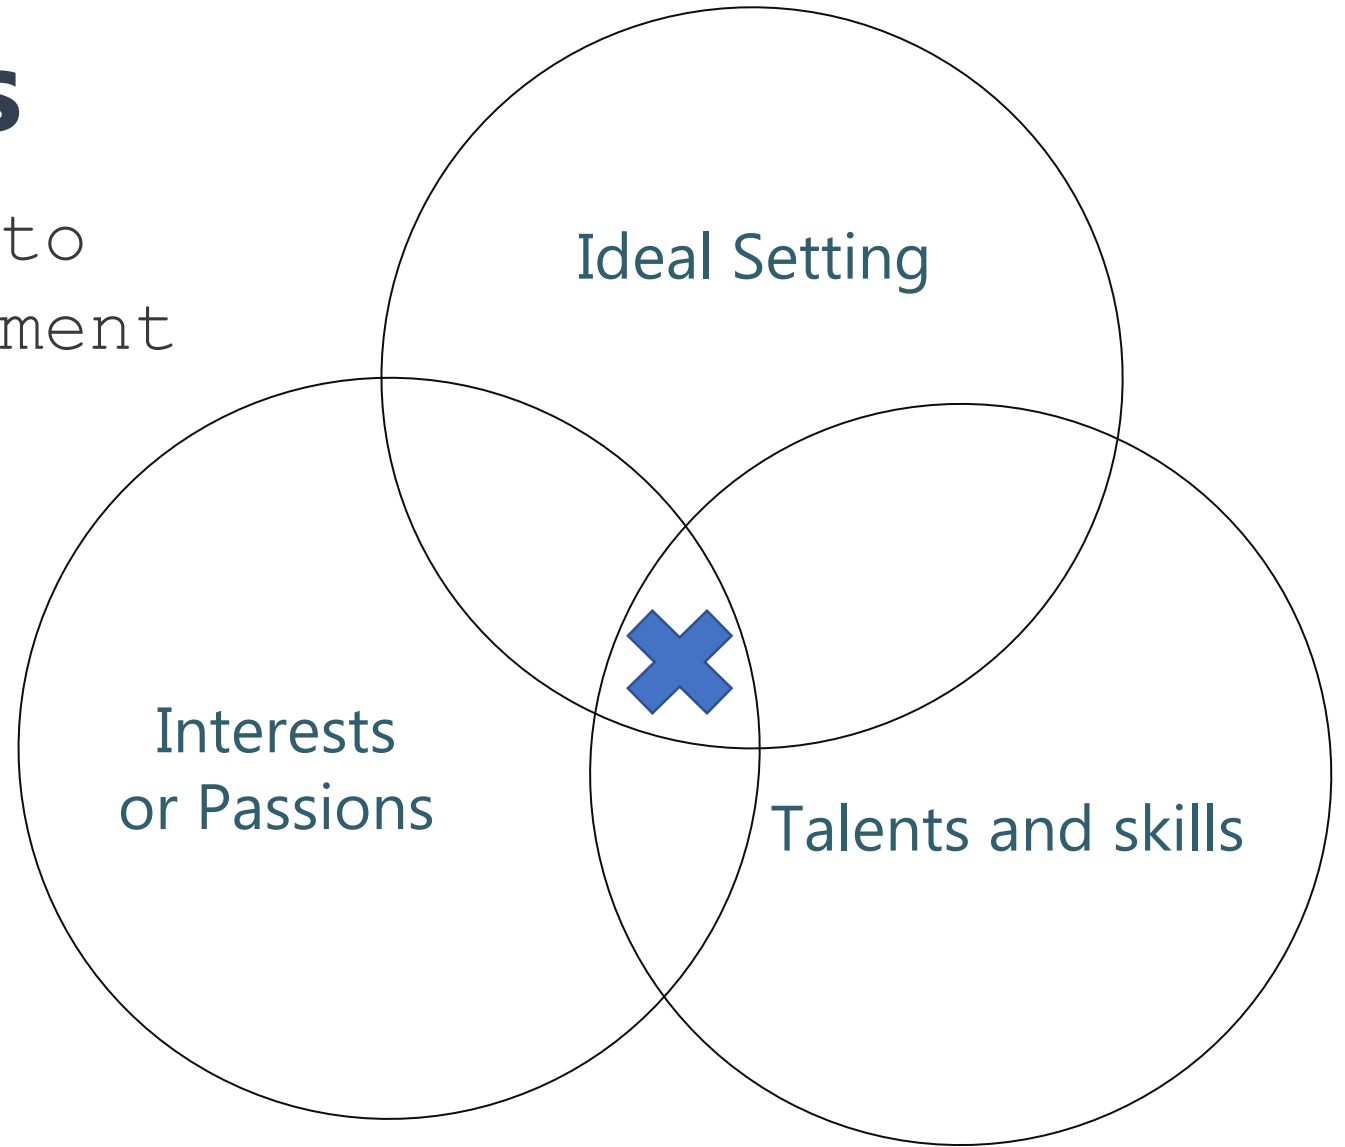 s
to
ment
Ideal Setting
Interests
or Passions
Talents and skills